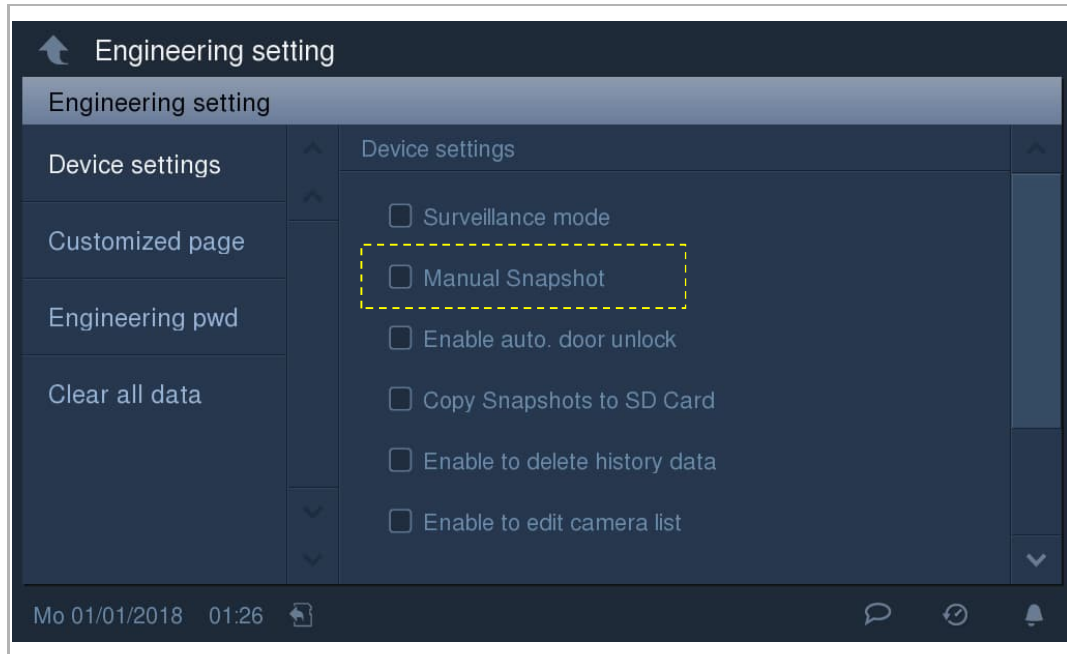 Engineering setting
Engineering setting
Device settings
Customized page
Engineering pwd
Clear all data
Device settings
Surveillance mode
Manual Snapshot
Enable auto. door unlock
Copy Snapshots to SD Card
Enable to delete history data
Enable to edit camera list
Mo 01/01/2018 01:26